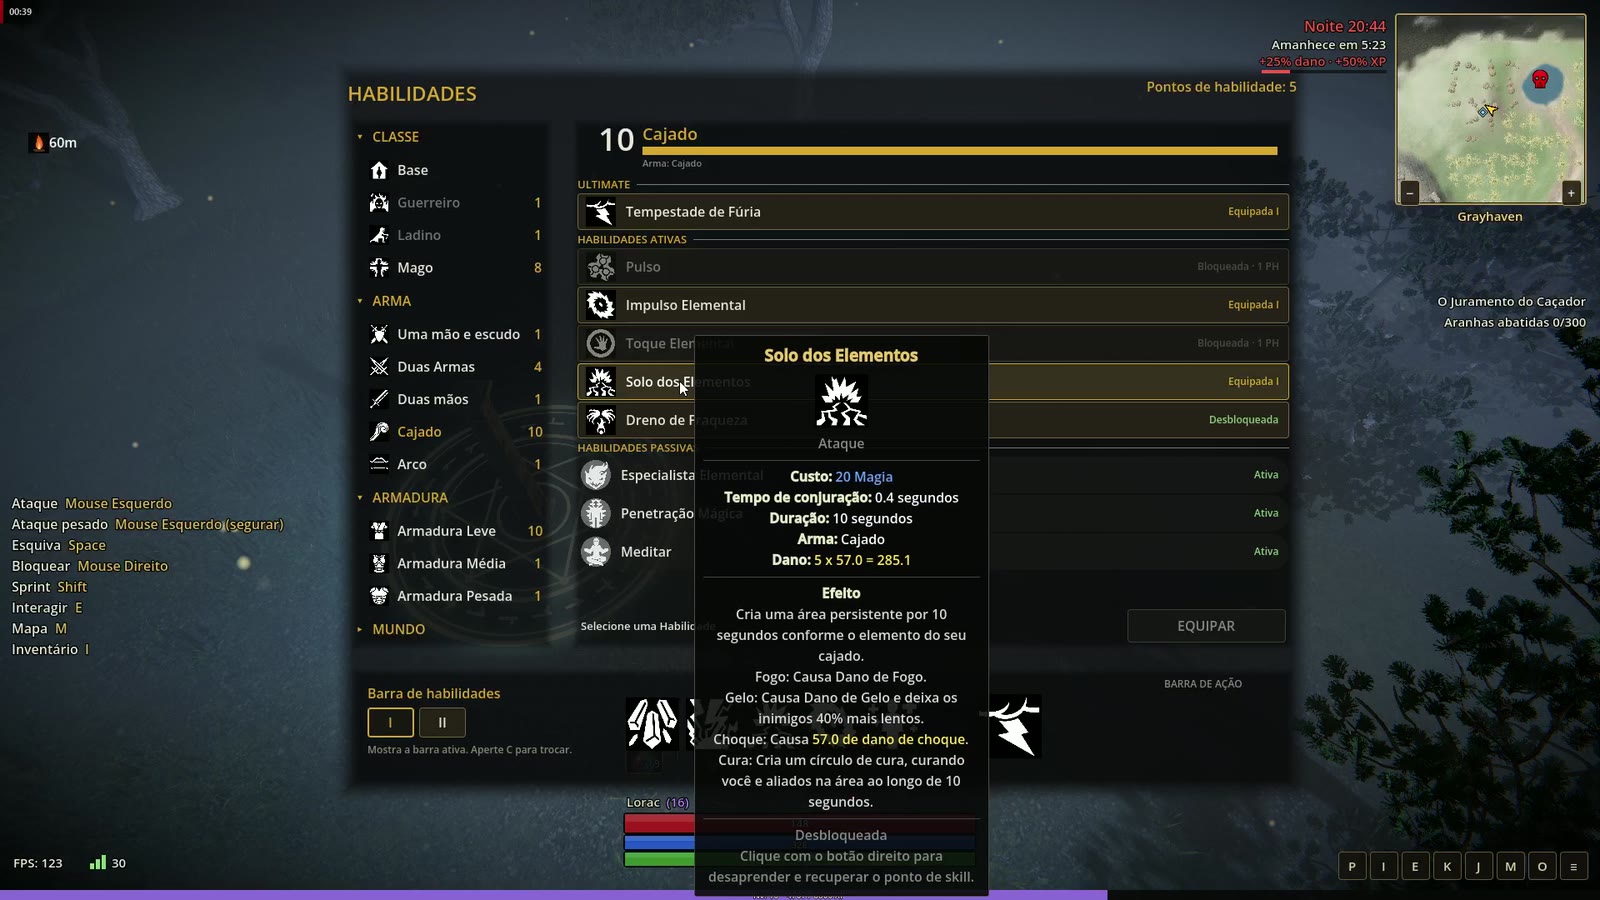 00:39
Noite 20:44
Amanhece em 5:23
+25% dano · +50% XP
Grayhaven
O Juramento do Caçador
Aranhas abatidas 0/300
60m
HABILIDADES
Pontos de habilidade: 5
CLASSE
Base
Guerreiro 1
Ladino 1
Mago 8
ARMA
Uma mão e escudo 1
Duas Armas 4
Duas mãos 1
Cajado 10
Arco 1
ARMADURA
Armadura Leve 10
Armadura Média 1
Armadura Pesada 1
MUNDO
10 Cajado
Arma: Cajado
ULTIMATE
Tempestade de Fúria Equipada I
HABILIDADES ATIVAS
Pulso Bloqueada · 1 PH
Impulso Elemental Equipada I
Toque Elemental Bloqueada · 1 PH
Solo dos Elementos Equipada I
Dreno de Fraqueza Desbloqueada
HABILIDADES PASSIVAS
Especialista Elemental Ativa
Penetração Mágica Ativa
Meditar Ativa
Selecione uma Habilidade
EQUIPAR
Solo dos Elementos
Ataque
Custo: 20 Magia
Tempo de conjuração: 0.4 segundos
Duração: 10 segundos
Arma: Cajado
Dano: 5 x 57.0 = 285.1
Efeito
Cria uma área persistente por 10
segundos conforme o elemento do seu
cajado.
Fogo: Causa Dano de Fogo.
Gelo: Causa Dano de Gelo e deixa os
inimigos 40% mais lentos.
Choque: Causa 57.0 de dano de choque.
Cura: Cria um círculo de cura, curando
você e aliados na área ao longo de 10
segundos.
Desbloqueada
Clique com o botão direito para
desaprender e recuperar o ponto de skill.
Barra de habilidades
I II
Mostra a barra ativa. Aperte C para trocar.
BARRA DE AÇÃO
Lorac (16)
Ataque Mouse Esquerdo
Ataque pesado Mouse Esquerdo (segurar)
Esquiva Space
Bloquear Mouse Direito
Sprint Shift
Interagir E
Mapa M
Inventário I
FPS: 123 30
P I E K J M O